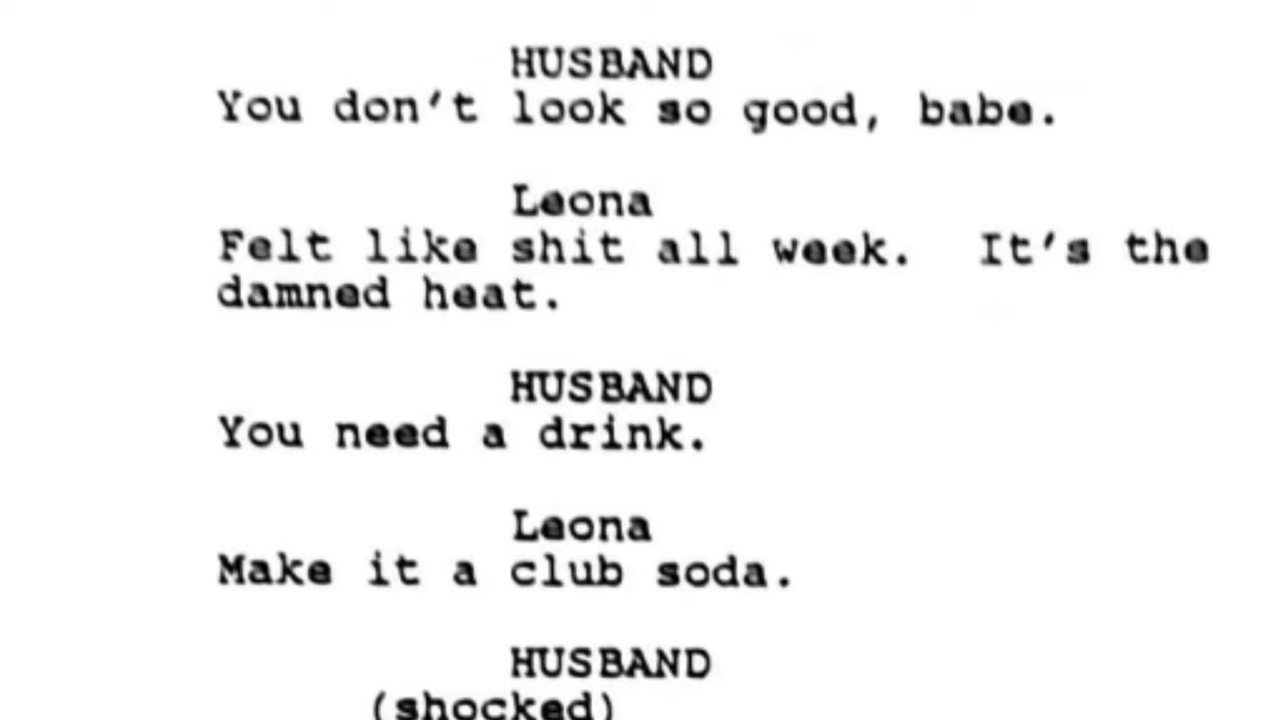 HUSBAND
You don't look so good, babe.
Leona
Felt like shit all week.  It's the
damned heat.
HUSBAND
You need a drink.
Leona
Make it a club soda.
HUSBAND
(shocked)